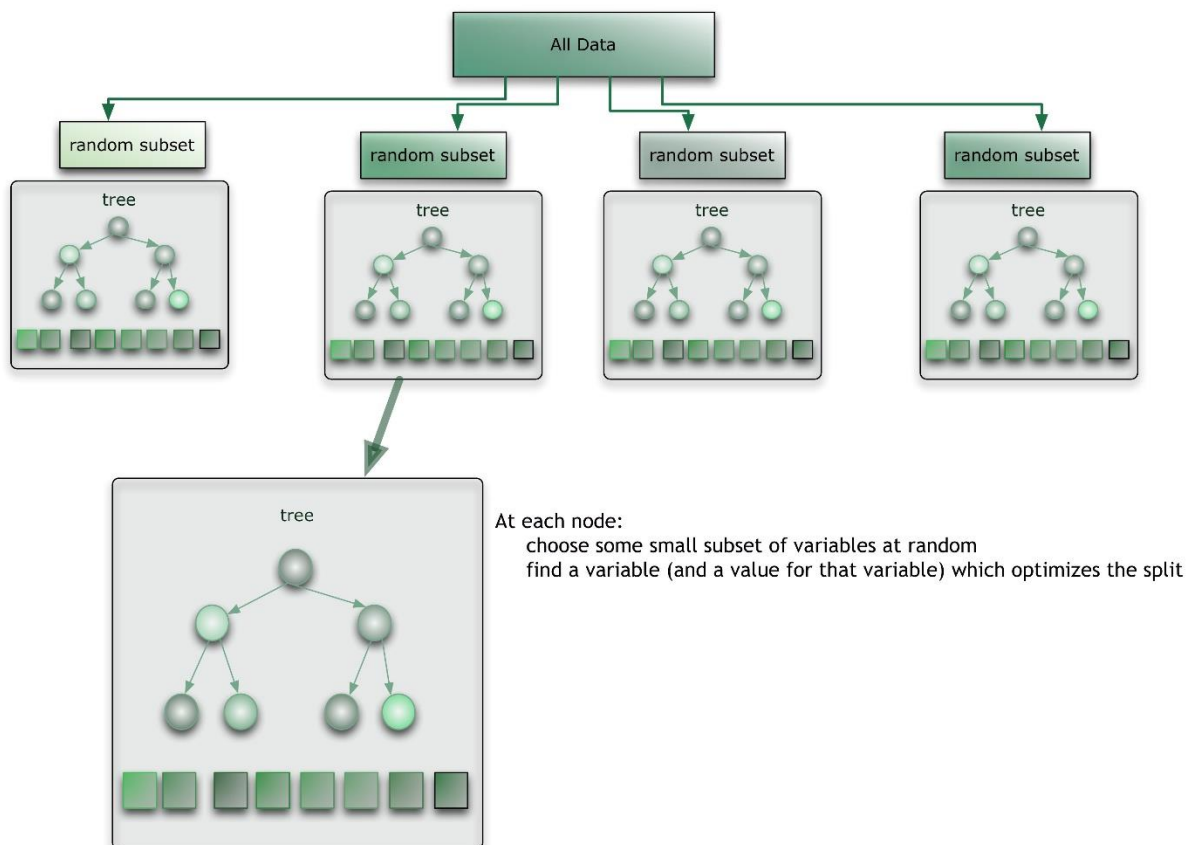 All Data
random subset
random subset
random subset
random subset
tree
tree
tree
tree
tree
At each node:
choose some small subset of variables at random
find a variable (and a value for that variable) which optimizes the split